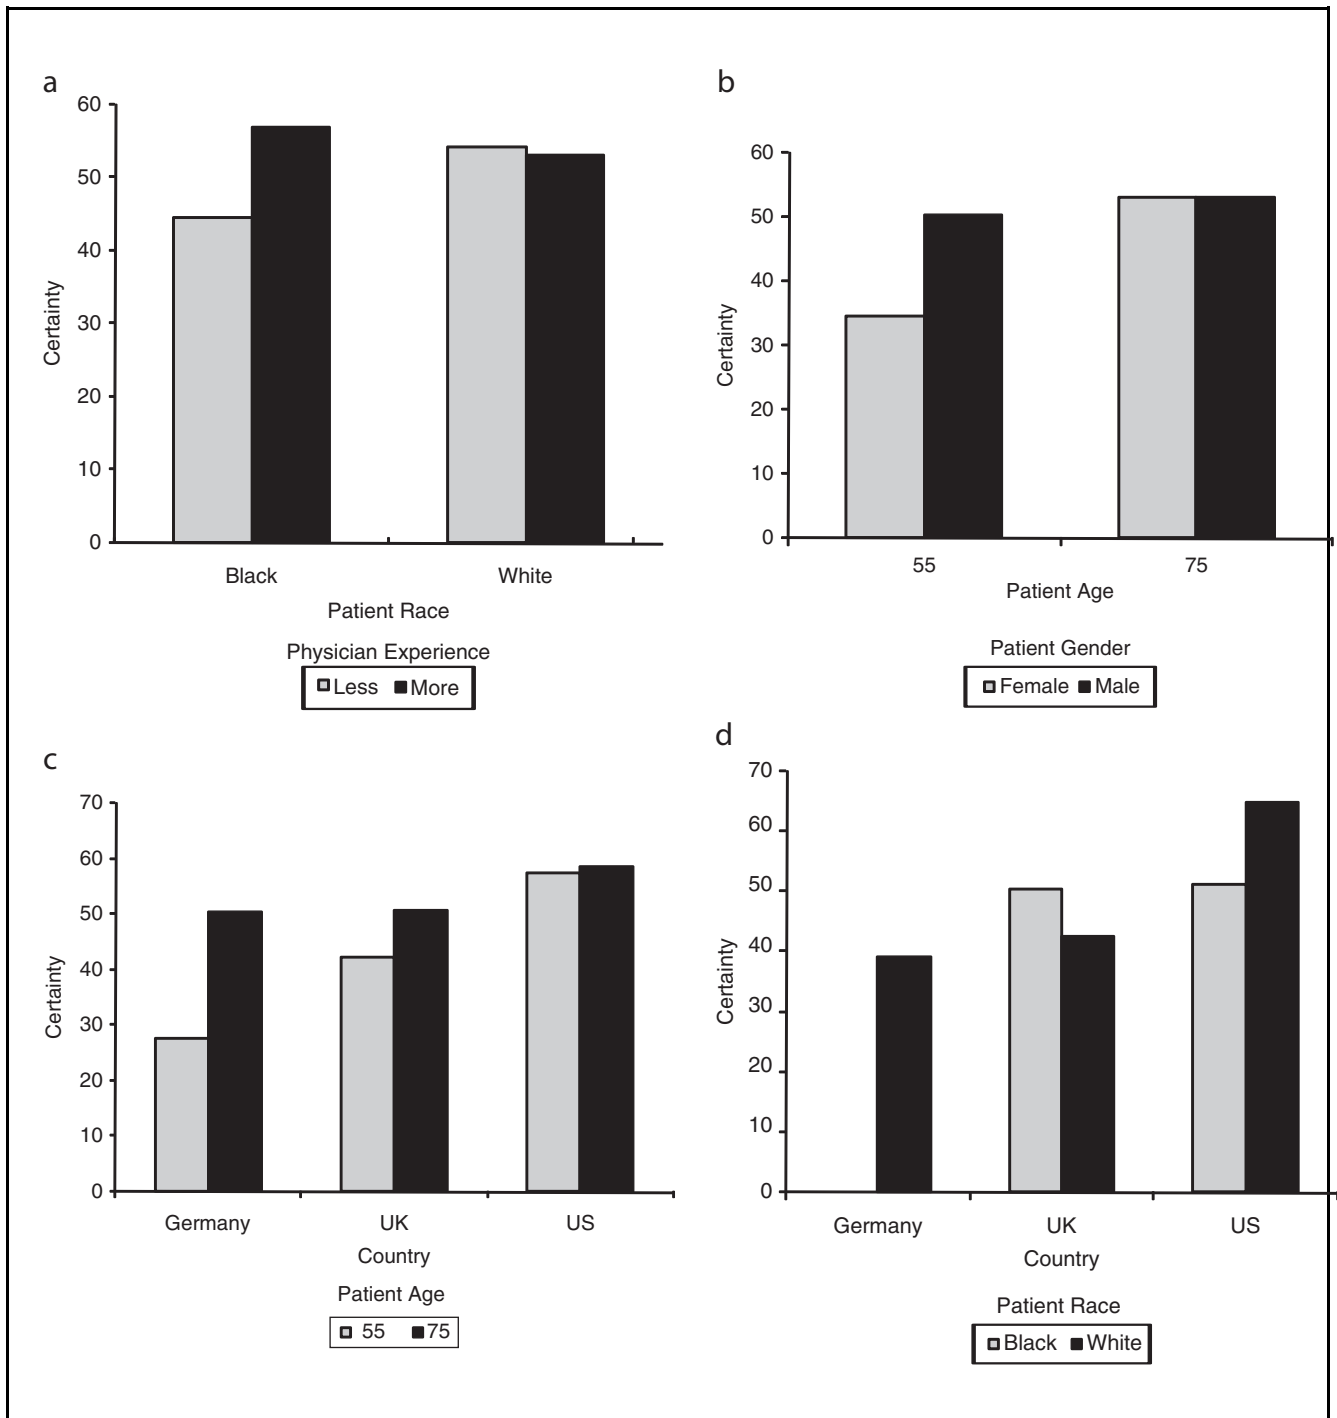 a
60
50
40
30
20
10
0
Certainty
Black White
Patient Race
Physician Experience
Less More
b
60
50
40
30
20
10
0
Certainty
55 75
Patient Age
Patient Gender
Female Male
c
70
60
50
40
30
20
10
0
Certainty
Germany UK US
Country
Patient Age
55 75
d
70
60
50
40
30
20
10
0
Certainty
Germany UK US
Country
Patient Race
Black White